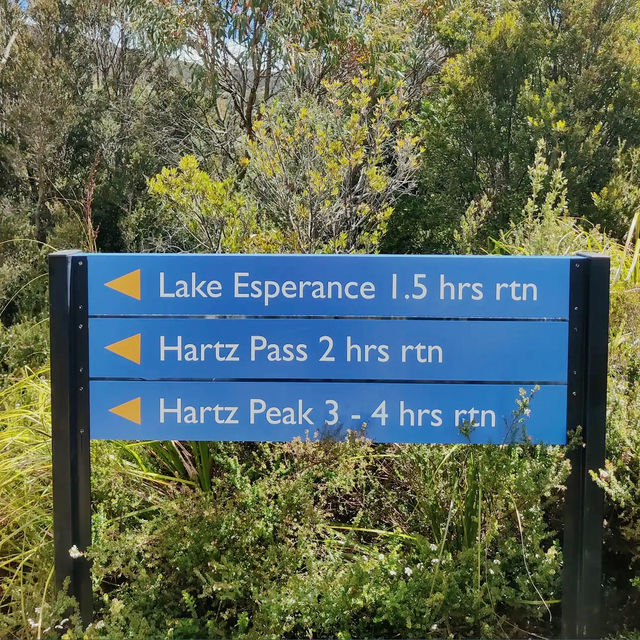 Lake Esperance 1.5 hrs rtn
Hartz Pass 2 hrs rtn
Hartz Peak 3 - 4 hrs rtn